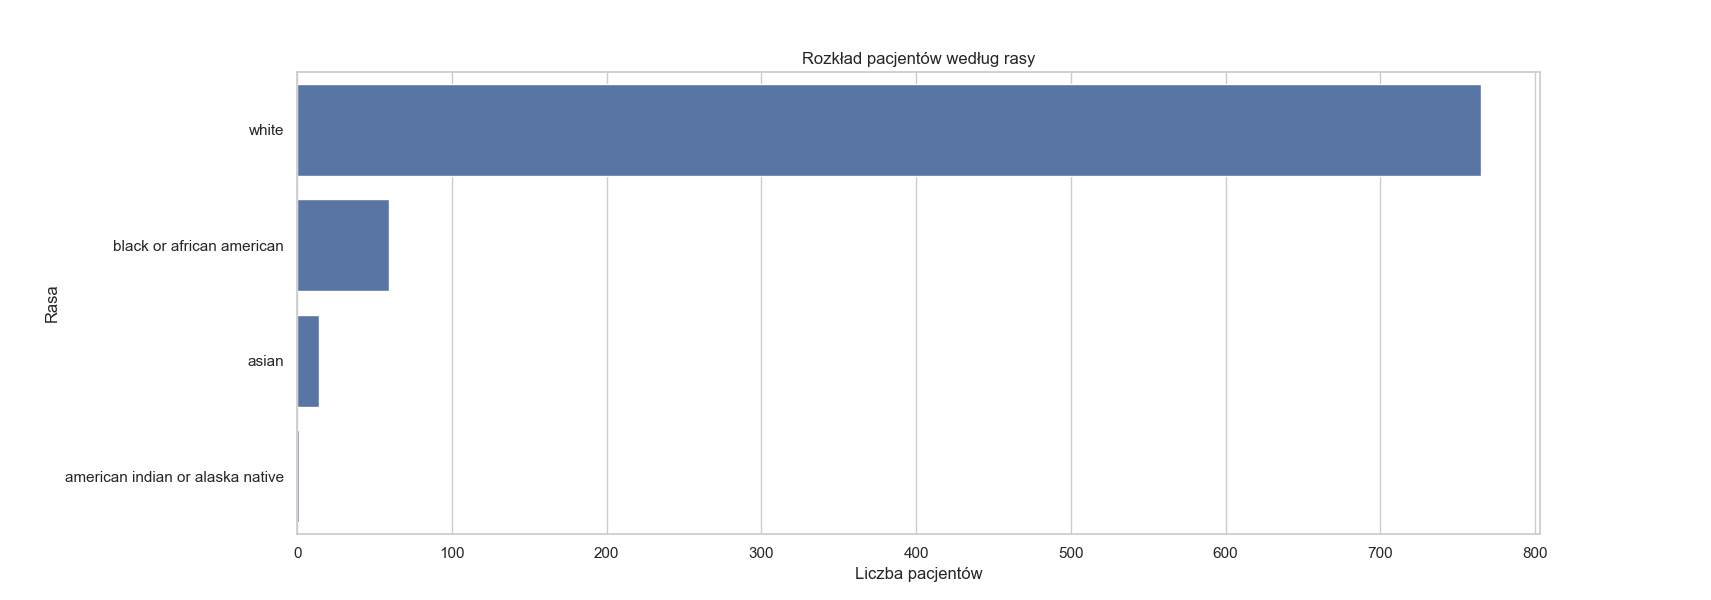 Rozkład pacjentów według rasy
white
black or african american
asian
american indian or alaska native
Rasa
0 100 200 300 400 500 600 700 800
Liczba pacjentów